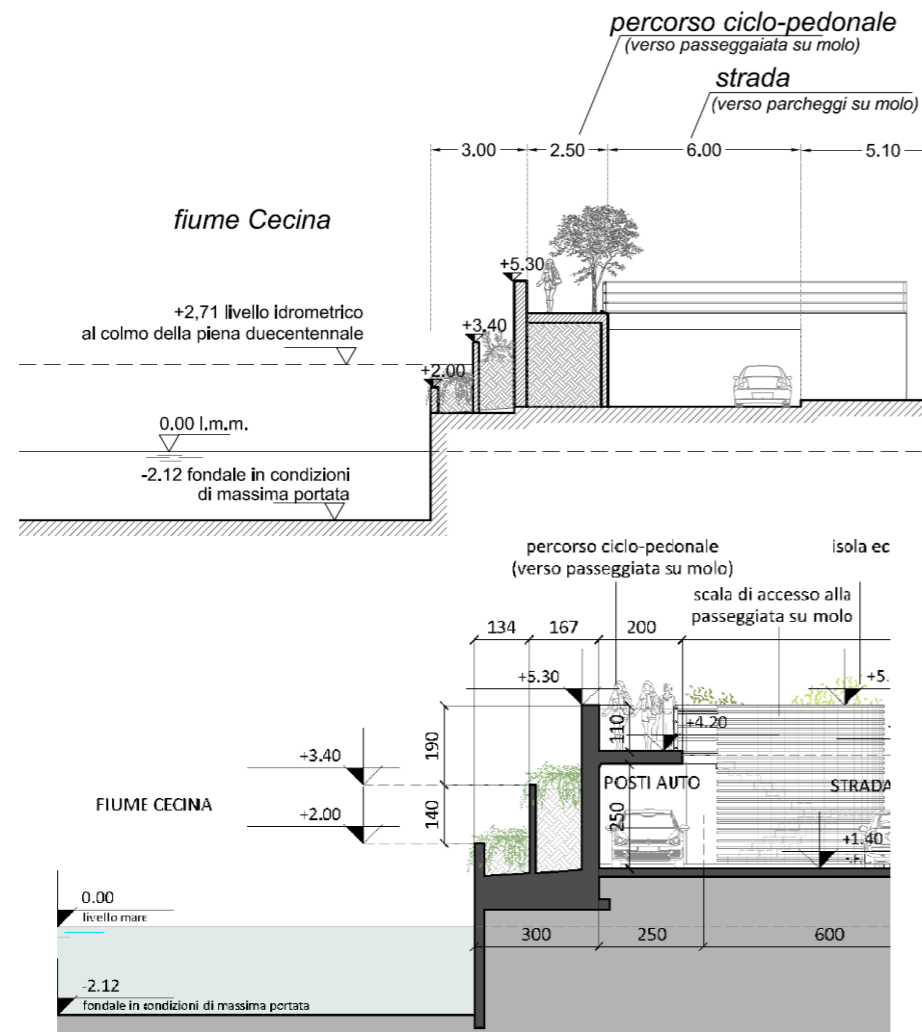 percorso ciclo-pedonale
(verso passeggaiata su molo)
strada
(verso parcheggi su molo)
3.00 2.50 6.00 5.10
fiume Cecina
+5.30
+2,71 livello idrometrico
al colmo della piena duecentennale
+3.40
+2.00
0.00 l.m.m.
-2.12 fondale in condizioni
di massima portata
percorso ciclo-pedonale
(verso passeggiata su molo)
isola ec
scala di accesso alla
passeggiata su molo
134 167 200
+5.30
+5.
190
110
+4.20
+3.40
POSTI AUTO
STRADA
FIUME CECINA
+2.00
140
250
+1.40
0.00
livello mare
300 250 600
-2.12
fondale in condizioni di massima portata